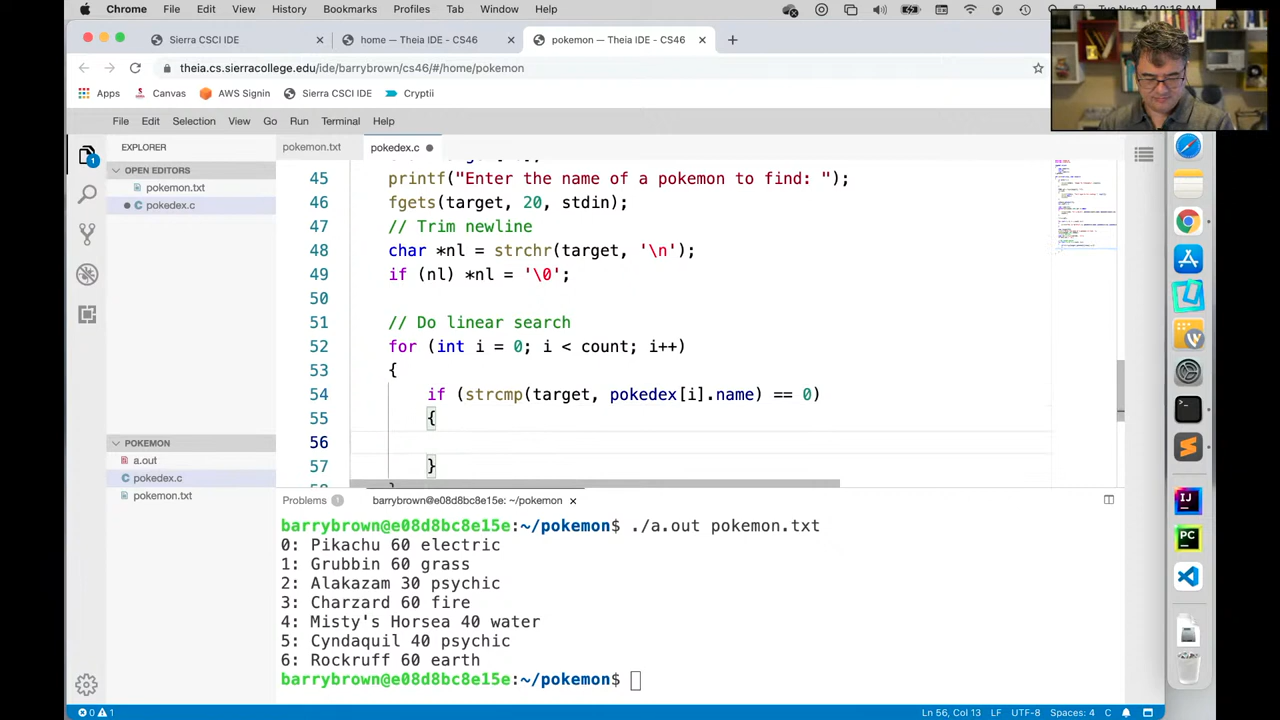 Chrome File Edit View History Bookmarks Profiles Tab Window Help
Sierra CSCI IDE
— Theia IDE -
pokemon — Theia IDE - CS46
theia.cs.sierracollege.edu
Apps Canvas AWS Signin Sierra CSCI IDE Cryptii
File Edit Selection View Go Run Terminal Help
EXPLORER
pokemon.txt
pokedex.c
OPEN EDITORS
pokemon.txt
pokedex.c
1
45 printf("Enter the name of a pokemon to find: ");
46 fgets(target, 20, stdin);
47 // Trim newline
48 char *nl = strchr(target, '\n');
49 if (nl) *nl = '\0';
50
51 // Do linear search
52 for (int i = 0; i < count; i++)
53 {
54 if (strcmp(target, pokedex[i].name) == 0)
55 {
56
57 }
POKEMON
a.out
pokedex.c
pokemon.txt
Problems 1
barrybrown@e08d8bc8e15e: ~/pokemon
barrybrown@e08d8bc8e15e:~/pokemon$ ./a.out pokemon.txt
0: Pikachu 60 electric
1: Grubbin 60 grass
2: Alakazam 30 psychic
3: Charzard 60 fire
4: Misty's Horsea 40 water
5: Cyndaquil 40 psychic
6: Rockruff 60 earth
barrybrown@e08d8bc8e15e:~/pokemon$
0 1
Ln 56, Col 13 LF UTF-8 Spaces: 4 C